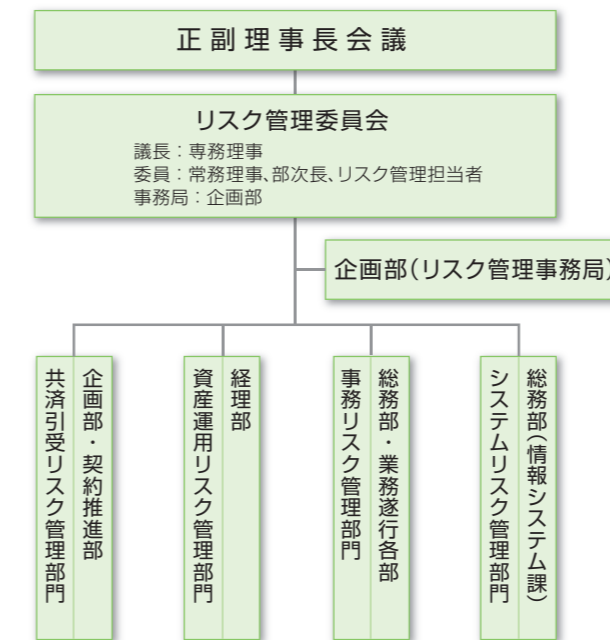 正副理事長会議
リスク管理委員会
議長：専務理事
委員：常務理事、部次長、リスク管理担当者
事務局：企画部
企画部（リスク管理事務局）
企画部・契約推進部
共済引受リスク管理部門
経理部
資産運用リスク管理部門
総務部・業務遂行各部
事務リスク管理部門
総務部（情報システム課）
システムリスク管理部門